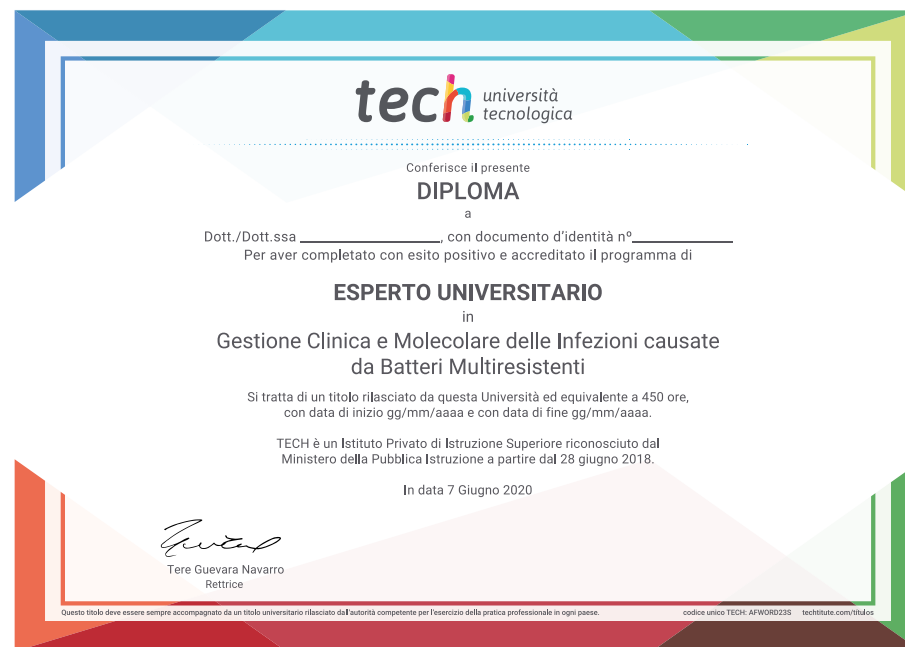 tech università
tecnologica
Conferisce il presente
DIPLOMA
a
Dott./Dott.ssa ____________________, con documento d'identità nº______________
Per aver completato con esito positivo e accreditato il programma di
ESPERTO UNIVERSITARIO
in
Gestione Clinica e Molecolare delle Infezioni causate
da Batteri Multiresistenti
Si tratta di un titolo rilasciato da questa Università ed equivalente a 450 ore,
con data di inizio gg/mm/aaaa e con data di fine gg/mm/aaaa.
TECH è un Istituto Privato di Istruzione Superiore riconosciuto dal
Ministero della Pubblica Istruzione a partire dal 28 giugno 2018.
In data 7 Giugno 2020
Tere Guevara Navarro
Rettrice
Questo titolo deve essere sempre accompagnato da un titolo universitario rilasciato dall'autorità competente per l'esercizio della pratica professionale in ogni paese. codice unico TECH: AFWORD23S techtitute.com/titulos